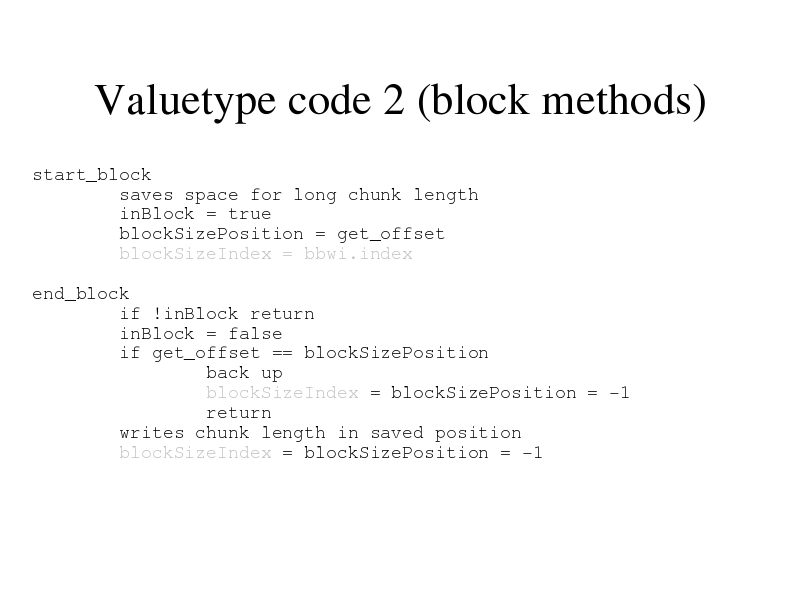 Valuetype code 2 (block methods)
start_block
saves space for long chunk length
inBlock = true
blockSizePosition = get_offset
blockSizeIndex = bbwi.index
end_block
if !inBlock return
inBlock = false
if get_offset == blockSizePosition
back up
blockSizeIndex = blockSizePosition = -1
return
writes chunk length in saved position
blockSizeIndex = blockSizePosition = -1